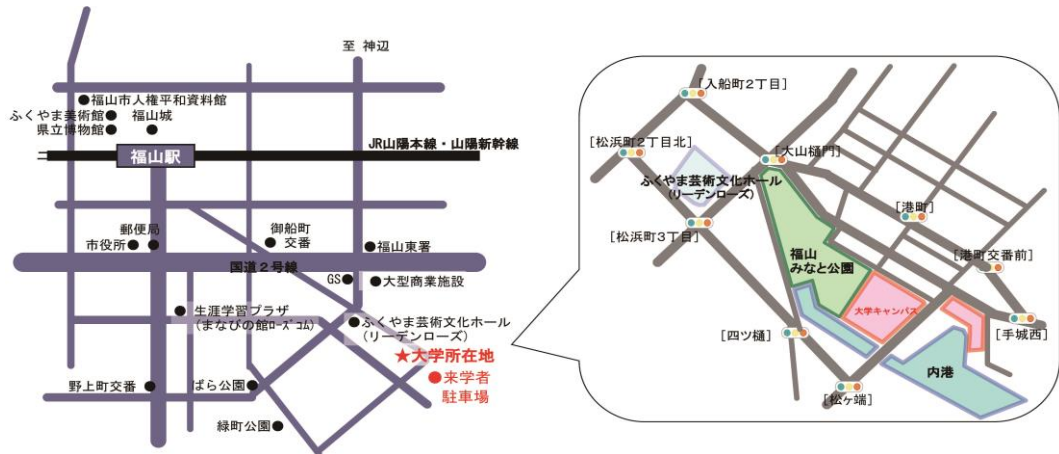 至 神辺
福山市人権平和資料館
ふくやま美術館
福山城
県立博物館
JR山陽本線・山陽新幹線
福山駅
郵便局
市役所
御船町
交番
福山東署
国道２号線
GS
大型商業施設
生涯学習プラザ
(まなびの館ﾛｰｽﾞｺﾑ)
ふくやま芸術文化ホール
(リーデンローズ)
★大学所在地
来学者
駐車場
野上町交番
ばら公園
緑町公園
[入船町２丁目]
[松浜町２丁目北]
[大山樋門]
ふくやま芸術文化ホール
(リーデンローズ)
[港町]
[松浜町３丁目]
[港町交番前]
福山
みなと公園
大学キャンパス
[手城西]
[四ツ樋]
内港
[松ヶ端]